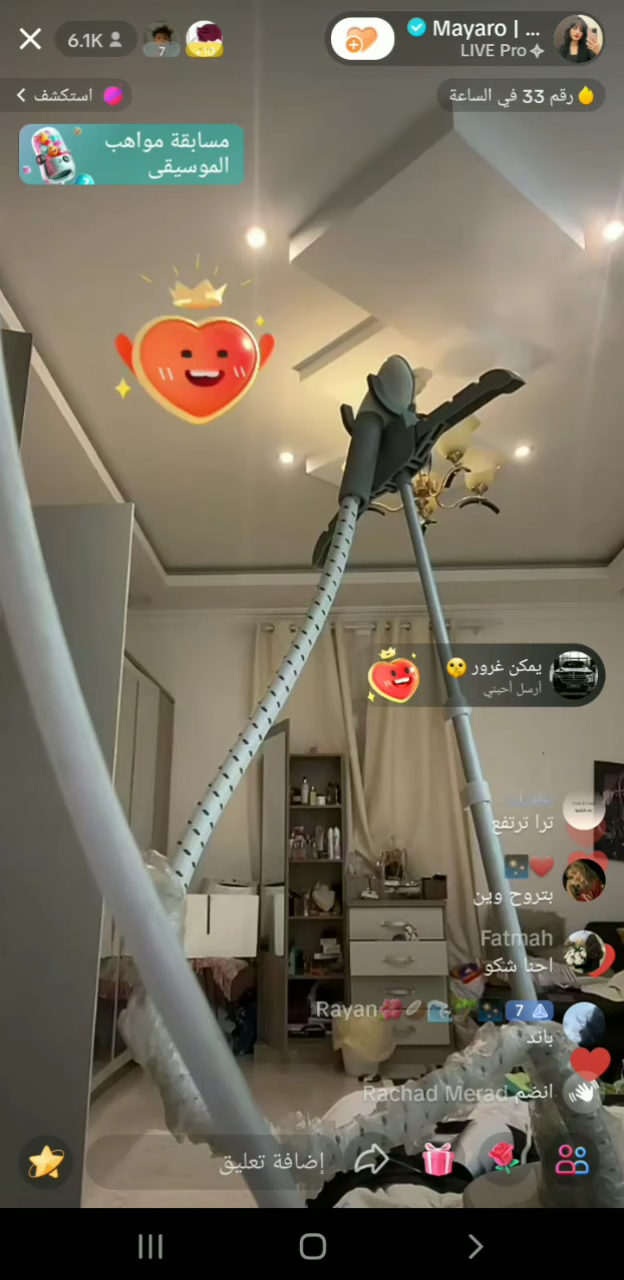 6.1K
7
Mayaro | ...
LIVE Pro
استكشف
رقم 33 في الساعة
مسابقة مواهب
الموسيقى
يمكن غرور 🤫
أرسل أحبني
ترا ترتفع
بتروح وين
Fatmah
احنا شكو
Rayan🌺 7
باند
Rachad Merad انضم
إضافة تعليق